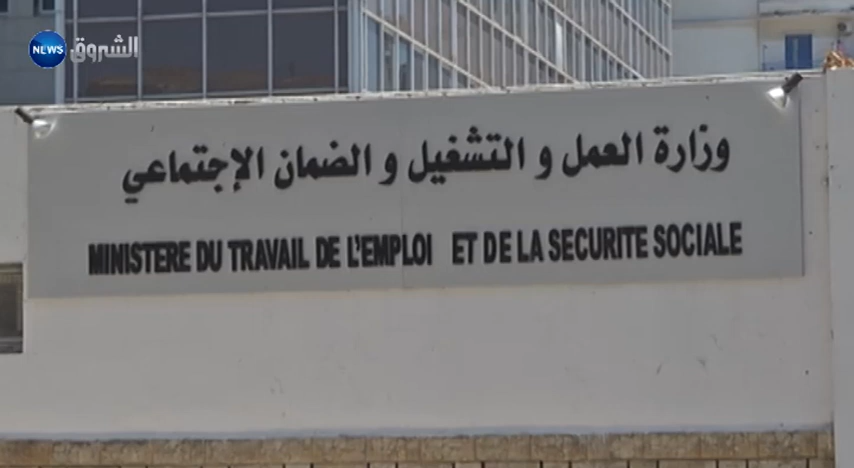 NEWS الشروق
وزارة العمل و التشغيل و الضمان الإجتماعي
MINISTERE DU TRAVAIL DE L'EMPLOI ET DE LA SECURITE SOCIALE